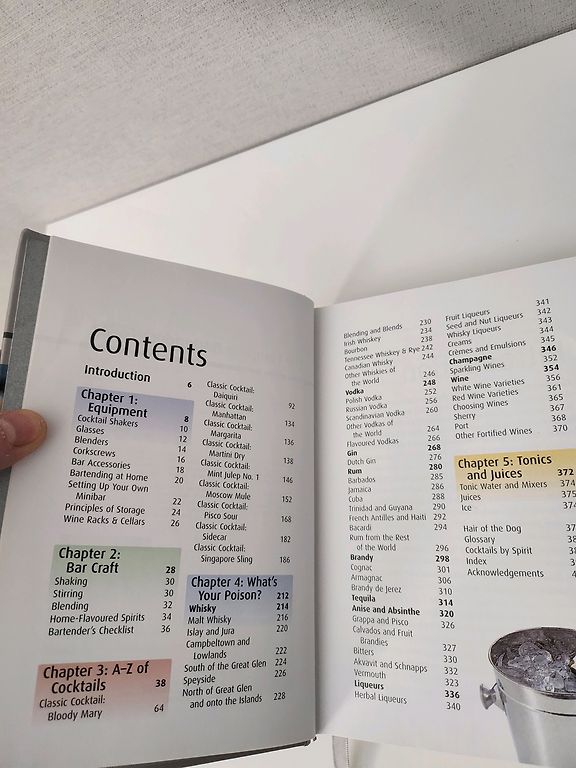 Contents
Introduction 6
Chapter 1:
Equipment 8
Cocktail Shakers 10
Glasses 12
Blenders 14
Corkscrews 16
Bar Accessories 18
Bartending at Home 20
Setting Up Your Own
Minibar 22
Principles of Storage 24
Wine Racks & Cellars 26
Chapter 2:
Bar Craft 28
Shaking 30
Stirring 30
Blending 32
Home-Flavoured Spirits 34
Bartender's Checklist 36
Chapter 3: A–Z of
Cocktails 38
Classic Cocktail:
Bloody Mary 64
Classic Cocktail:
Daiquiri 92
Classic Cocktail:
Manhattan 134
Classic Cocktail:
Margarita 136
Classic Cocktail:
Martini Dry 138
Classic Cocktail:
Mint Julep No. 1 146
Classic Cocktail:
Moscow Mule 152
Classic Cocktail:
Pisco Sour 168
Classic Cocktail:
Sidecar 182
Classic Cocktail:
Singapore Sling 186
Chapter 4: What's
Your Poison? 212
Whisky 214
Malt Whisky 216
Islay and Jura 220
Campbeltown and
Lowlands 222
South of the Great Glen 224
Speyside 226
North of Great Glen
and onto the Islands 228
Blending and Blends 230
Irish Whiskey 234
Bourbon 238
Tennessee Whiskey & Rye 242
Canadian Whisky 244
Other Whiskies of
the World 246
Vodka 248
Polish Vodka 252
Russian Vodka 256
Scandinavian Vodka 260
Other Vodkas of
the World 264
Flavoured Vodkas 266
Gin 268
Dutch Gin 276
Rum 280
Barbados 285
Jamaica 286
Cuba 288
Trinidad and Guyana 290
French Antilles and Haiti 292
Bacardi 294
Rum from the Rest
of the World 296
Brandy 298
Cognac 301
Armagnac 306
Brandy de Jerez 310
Tequila 314
Anise and Absinthe 320
Grappa and Pisco 326
Calvados and Fruit
Brandies 327
Bitters 330
Akvavit and Schnapps 332
Vermouth 323
Liqueurs 336
Herbal Liqueurs 340
Fruit Liqueurs 341
Seed and Nut Liqueurs 342
Whisky Liqueurs 343
Creams 344
Crèmes and Emulsions 345
Champagne 346
Sparkling Wines 352
Wine 354
White Wine Varieties 356
Red Wine Varieties 361
Choosing Wines 365
Sherry 367
Port 368
Other Fortified Wines 370
Chapter 5: Tonics
and Juices 372
Tonic Water and Mixers 374
Juices 375
Ice
Hair of the Dog
Glossary
Cocktails by Spirit
Index
Acknowledgements